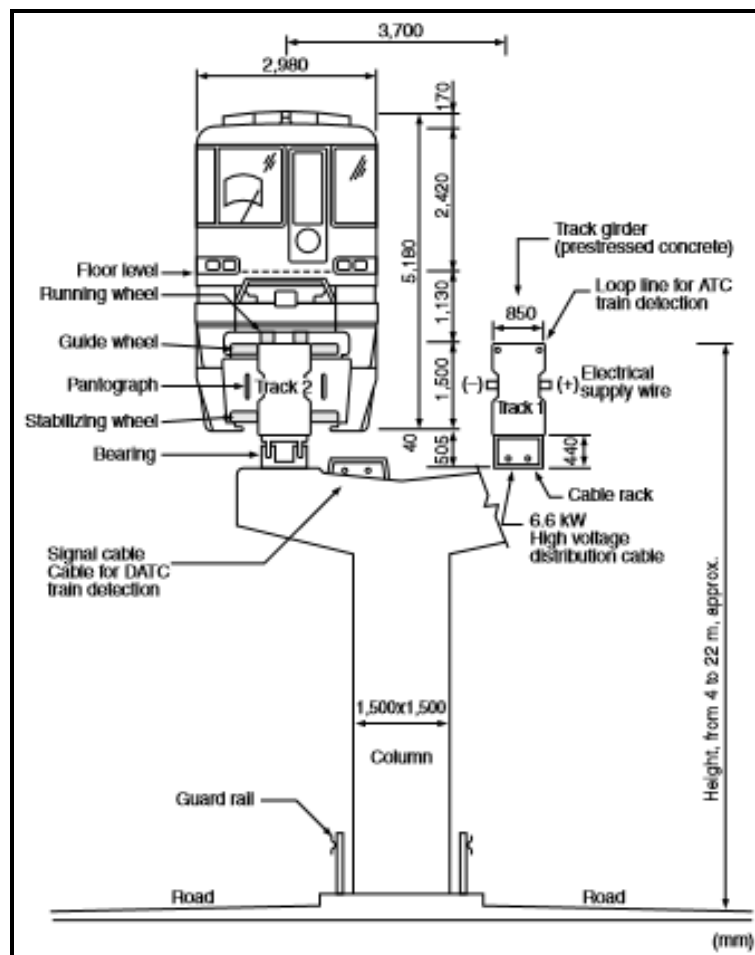 3,700
2,980
170
2,420
5,180
1,130
1,500
40
505
440
Track girder
(prestressed concrete)
Loop line for ATC
train detection
850
Floor level
Running wheel
Guide wheel
Pantograph
Track 2
Stabilizing wheel
Bearing
(–)
(+)
Electrical
supply wire
Track 1
Cable rack
6.6 kW
High voltage
distribution cable
Signal cable
Cable for DATC
train detection
Height, from 4 to 22 m, approx.
1,500x1,500
Column
Guard rail
Road
Road
(mm)